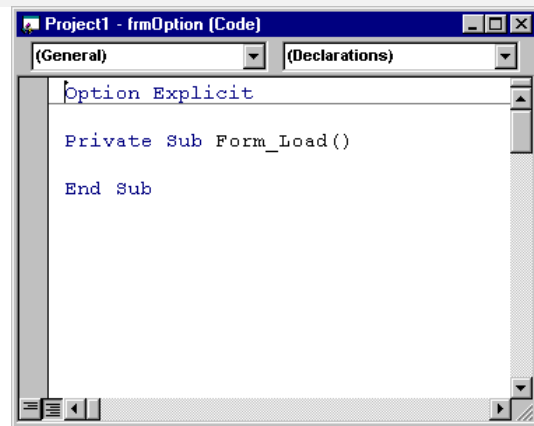 Project1 - frmOption (Code)
(General) (Declarations)
Option Explicit
Private Sub Form_Load()
End Sub